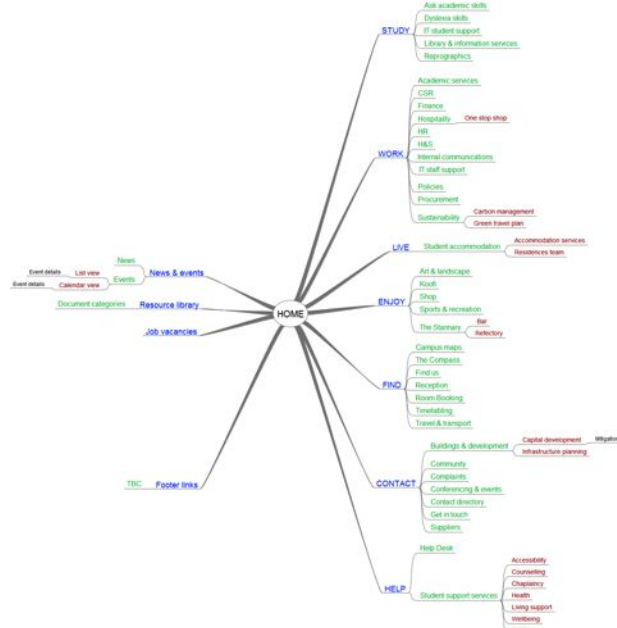 Ask academic skills
Dyslexia skills
IT student support
Library & information services
Reprographics
STUDY
Academic services
CSR
Finance
Hospitality
One stop shop
HR
H&S
Internal communications
IT staff support
Policies
Procurement
Sustainability
Carbon management
Green travel plan
WORK
LIVE
Student accommodation
Accommodation services
Residences team
Art & landscape
Koofi
Shop
Sports & recreation
The Stannary
Bar
Refectory
ENJOY
HOME
News
Events
List view
Event details
Calendar view
Event details
News & events
Document categories
Resource library
Job vacancies
TBC
Footer links
Campus maps
The Compass
Find us
Reception
Room Booking
Timetabling
Travel & transport
FIND
Buildings & development
Capital development
Mitigation
Infrastructure planning
Community
Complaints
Conferencing & events
Contact directory
Get in touch
Suppliers
CONTACT
Help Desk
Student support services
Accessibility
Counselling
Chaplaincy
Health
Living support
Wellbeing
HELP